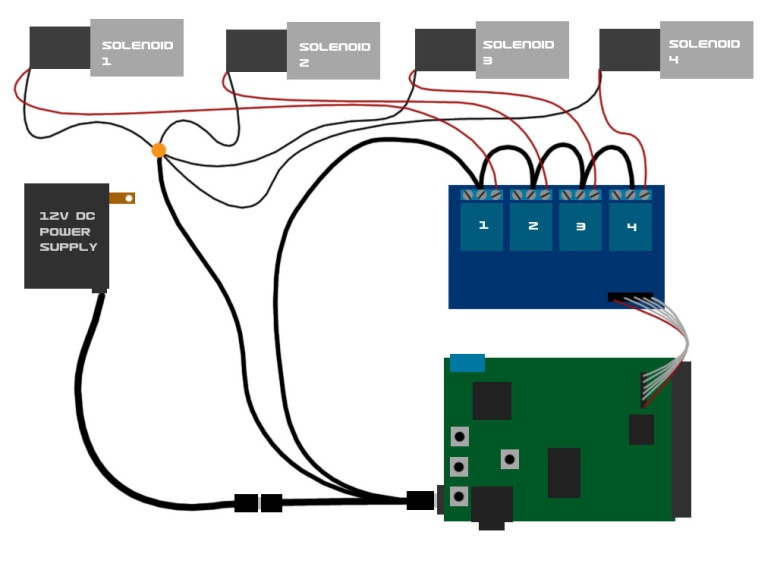 SOLENOID
1
SOLENOID
2
SOLENOID
3
SOLENOID
4
12V DC
POWER
SUPPLY
1
2
3
4